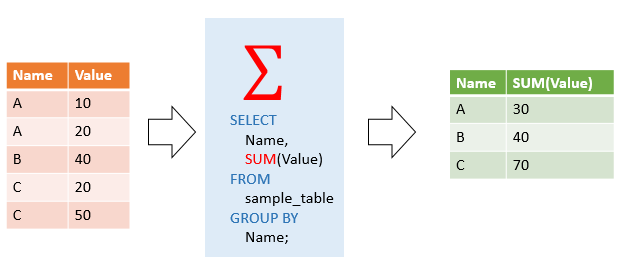 Name Value
A 10
A 20
B 40
C 20
C 50
Σ
SELECT
Name,
SUM(Value)
FROM
sample_table
GROUP BY
Name;
Name SUM(Value)
A 30
B 40
C 70